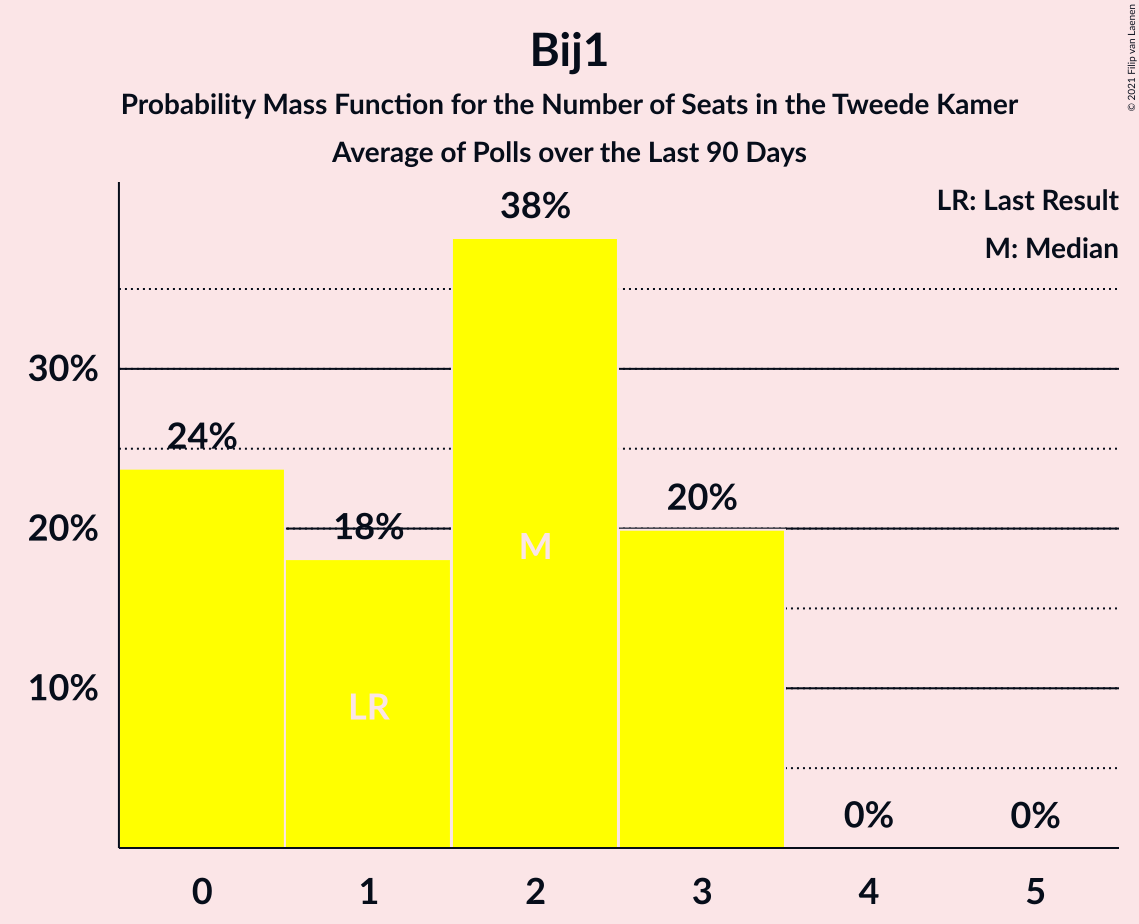 Bij1
Probability Mass Function for the Number of Seats in the Tweede Kamer
Average of Polls over the Last 90 Days
© 2021 Filip van Laenen
LR: Last Result
M: Median
38%
30%
24%
20%
20%
18%
M
10%
LR
0%
0%
0
1
2
3
4
5